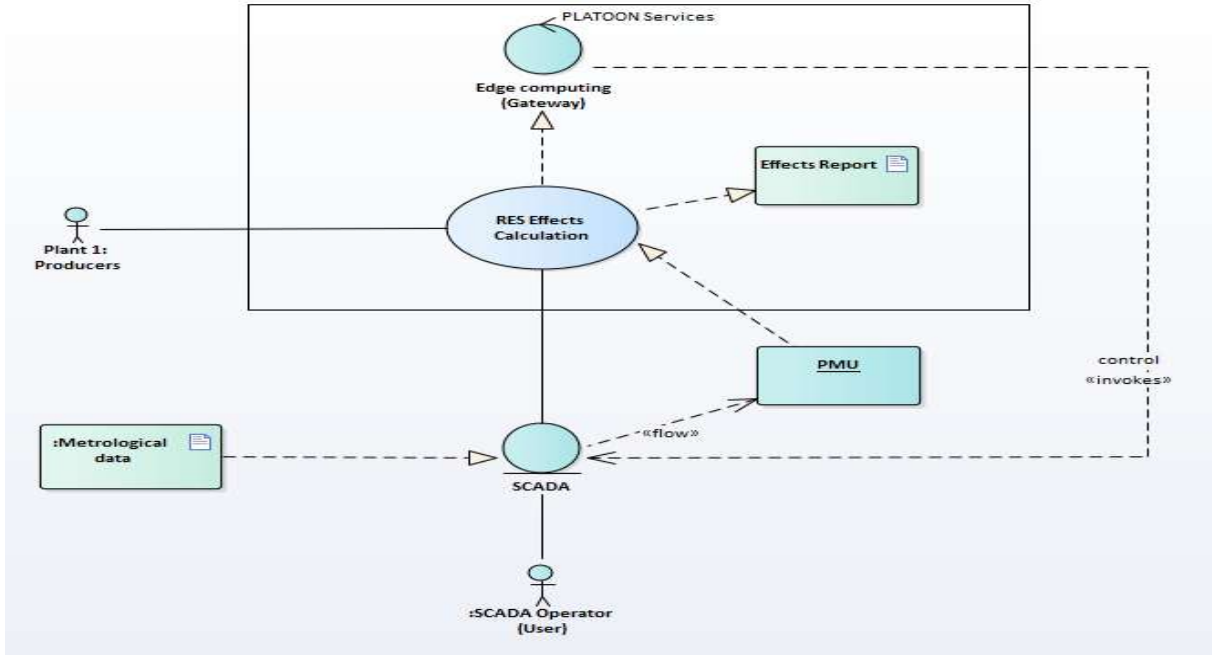 PLATOON Services
Edge computing
(Gateway)
Effects Report
RES Effects
Calculation
Plant 1:
Producers
PMU
control
«invokes»
«flow»
:Metrological
data
SCADA
:SCADA Operator
(User)